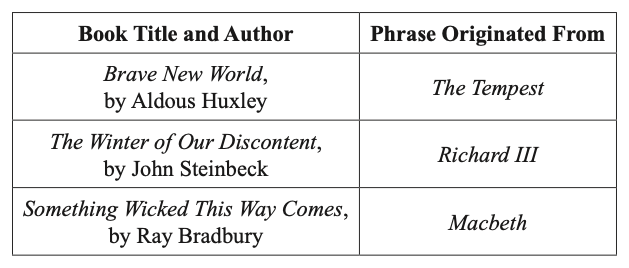 Book Title and Author
Phrase Originated From
Brave New World,
by Aldous Huxley
The Tempest
The Winter of Our Discontent,
by John Steinbeck
Richard III
Something Wicked This Way Comes,
by Ray Bradbury
Macbeth